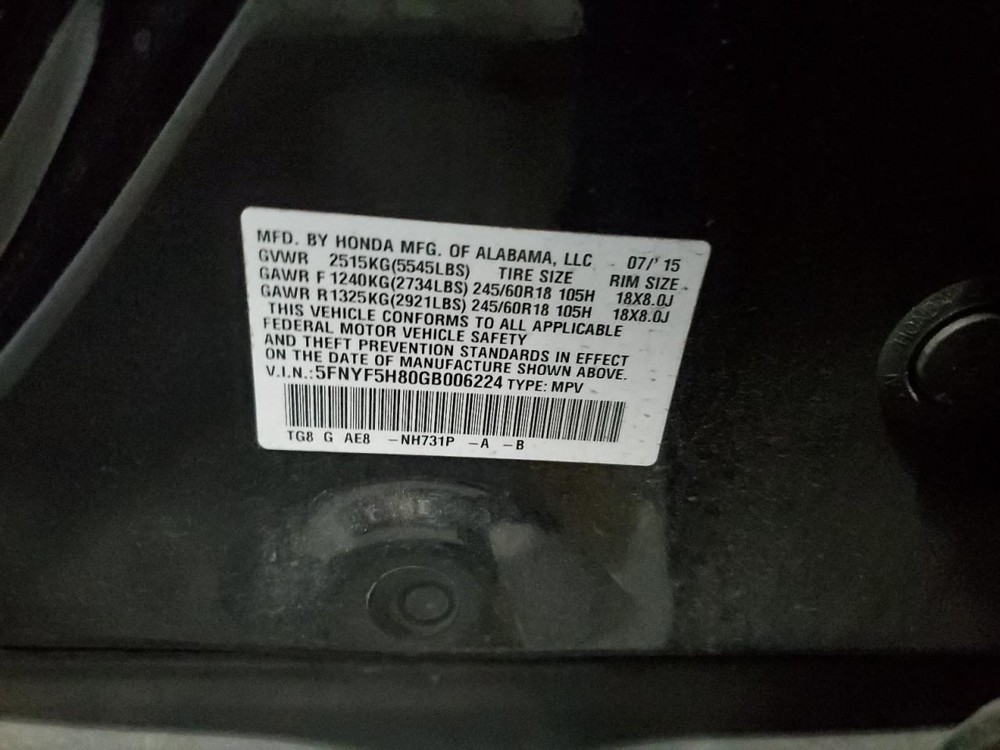 MFD. BY HONDA MFG. OF ALABAMA, LLC 07/'15
GVWR 2515KG(5545LBS) TIRE SIZE RIM SIZE
GAWR F 1240KG(2734LBS) 245/60R18 105H 18X8.0J
GAWR R1325KG(2921LBS) 245/60R18 105H 18X8.0J
THIS VEHICLE CONFORMS TO ALL APPLICABLE
FEDERAL MOTOR VEHICLE SAFETY
AND THEFT PREVENTION STANDARDS IN EFFECT
ON THE DATE OF MANUFACTURE SHOWN ABOVE.
V.I.N.:5FNYF5H80GB006224 TYPE: MPV
TG8 G AE8 -NH731P -A -B
HONDA